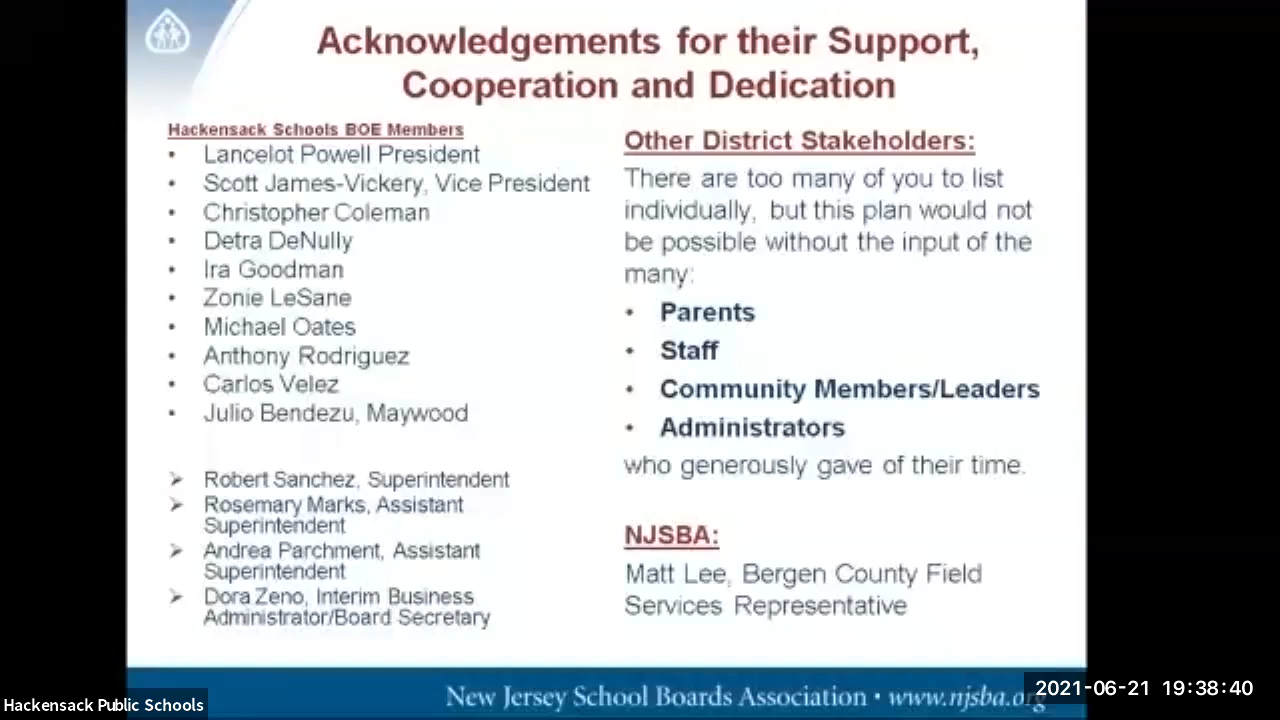 Acknowledgements for their Support,
Cooperation and Dedication
Hackensack Schools BOE Members
• Lancelot Powell President
• Scott James-Vickery, Vice President
• Christopher Coleman
• Detra DeNully
• Ira Goodman
• Zonie LeSane
• Michael Oates
• Anthony Rodriguez
• Carlos Velez
• Julio Bendezu, Maywood
➢ Robert Sanchez, Superintendent
➢ Rosemary Marks, Assistant
Superintendent
➢ Andrea Parchment, Assistant
Superintendent
➢ Dora Zeno, Interim Business
Administrator/Board Secretary
Other District Stakeholders:
There are too many of you to list
individually, but this plan would not
be possible without the input of the
many:
• Parents
• Staff
• Community Members/Leaders
• Administrators
who generously gave of their time.
NJSBA:
Matt Lee, Bergen County Field
Services Representative
New Jersey School Boards Association • www.njsba.org
2021-06-21 19:38:40
Hackensack Public Schools